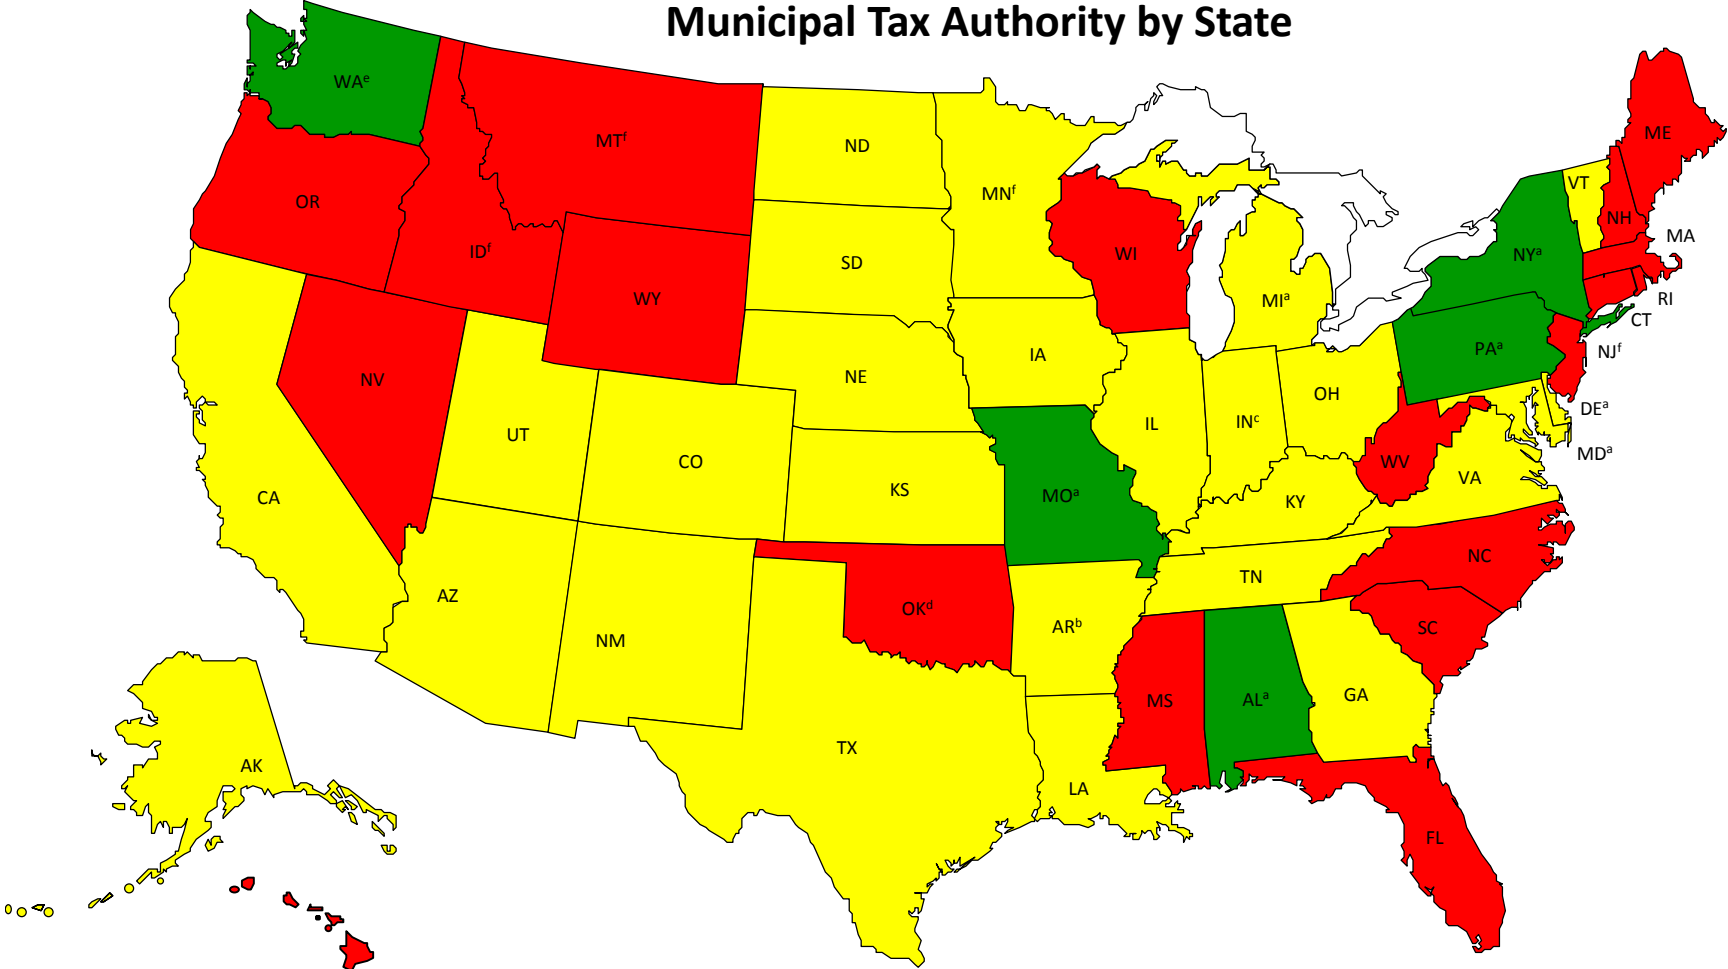 Municipal Tax Authority by State
WAᵉ
MTᶠ
ND
MNᶠ
ME
VT
NH
OR
IDᶠ
WY
SD
WI
MIᵃ
NYᵃ
MA
RI
CT
NV
NE
IA
PAᵃ
NJᶠ
UT
CO
IL
INᶜ
OH
DEᵃ
MDᵃ
WV
VA
CA
KS
MOᵃ
KY
NC
AZ
NM
OKᵈ
ARᵇ
TN
SC
MS
ALᵃ
GA
TX
LA
AK
FL